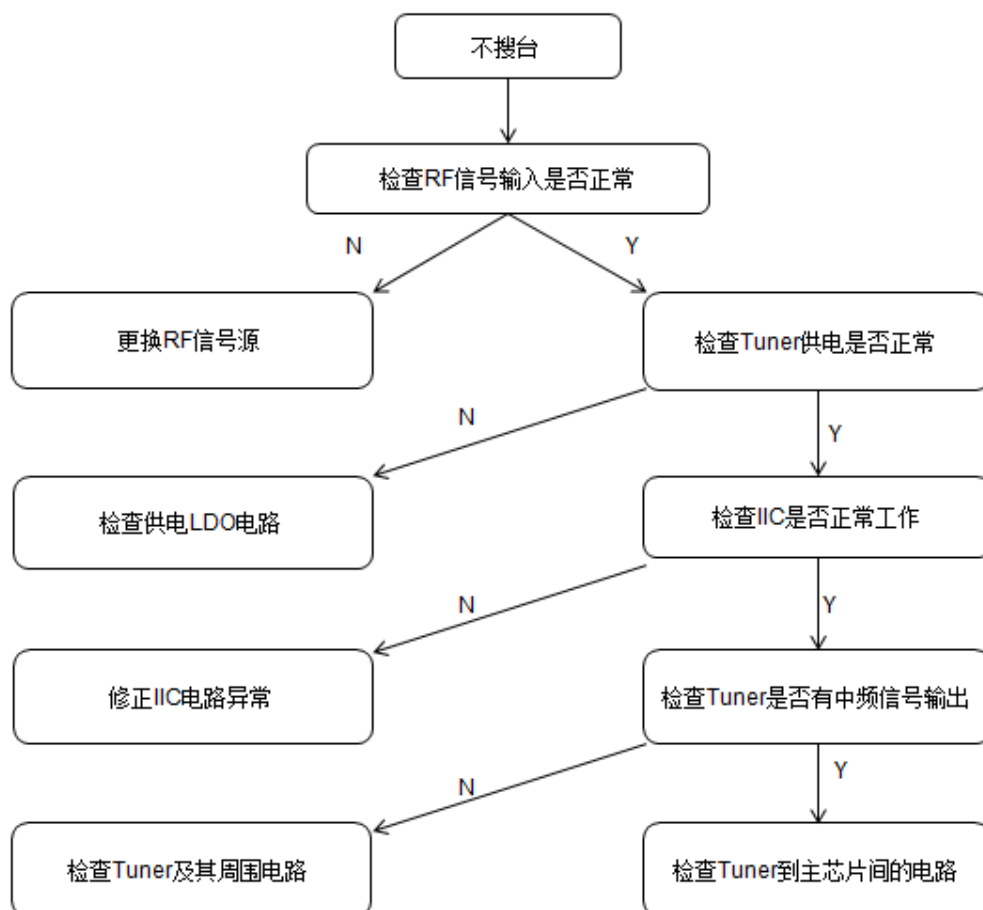 不搜台
检查RF信号输入是否正常
N
Y
更换RF信号源
检查Tuner供电是否正常
N
Y
检查供电LDO电路
检查IIC是否正常工作
N
Y
修正IIC电路异常
检查Tuner是否有中频信号输出
N
Y
检查Tuner及其周围电路
检查Tuner到主芯片间的电路